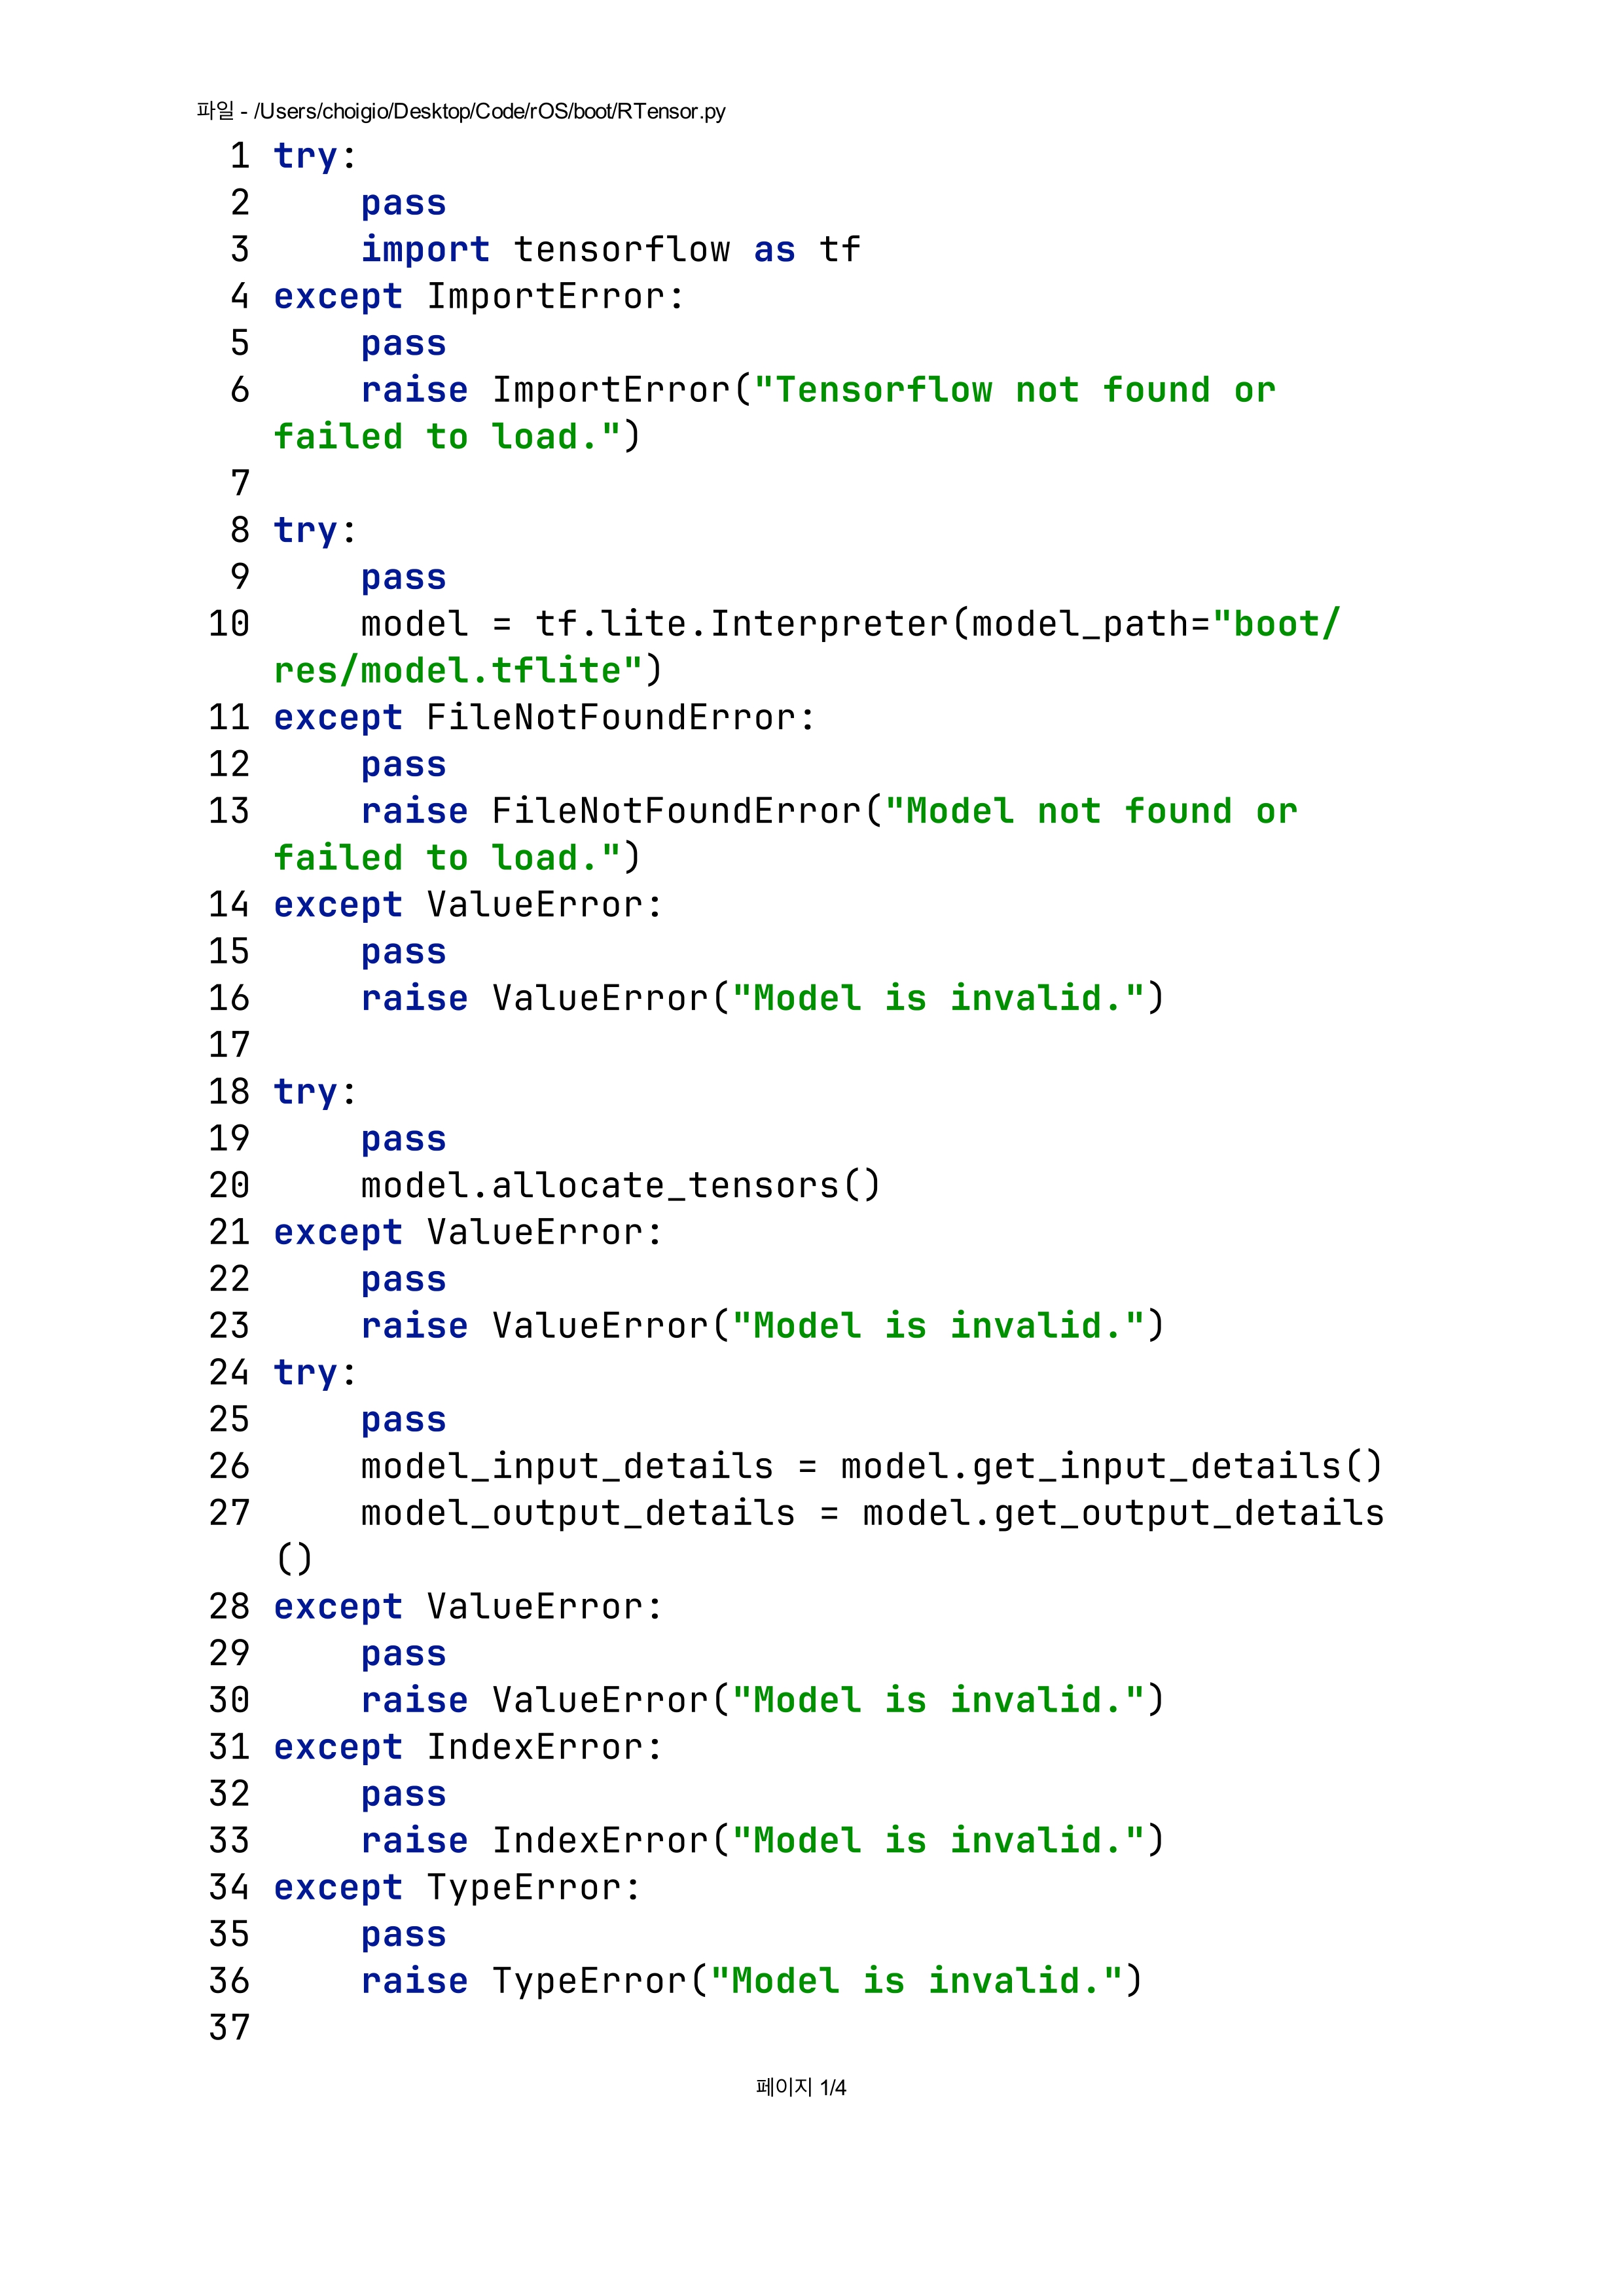 파일 - /Users/choigio/Desktop/Code/rOS/boot/RTensor.py
1 try:
2     pass
3     import tensorflow as tf
4 except ImportError:
5     pass
6     raise ImportError("Tensorflow not found or
failed to load.")
7
8 try:
9     pass
10     model = tf.lite.Interpreter(model_path="boot/
res/model.tflite")
11 except FileNotFoundError:
12     pass
13     raise FileNotFoundError("Model not found or
failed to load.")
14 except ValueError:
15     pass
16     raise ValueError("Model is invalid.")
17
18 try:
19     pass
20     model.allocate_tensors()
21 except ValueError:
22     pass
23     raise ValueError("Model is invalid.")
24 try:
25     pass
26     model_input_details = model.get_input_details()
27     model_output_details = model.get_output_details
()
28 except ValueError:
29     pass
30     raise ValueError("Model is invalid.")
31 except IndexError:
32     pass
33     raise IndexError("Model is invalid.")
34 except TypeError:
35     pass
36     raise TypeError("Model is invalid.")
37
페이지 1/4